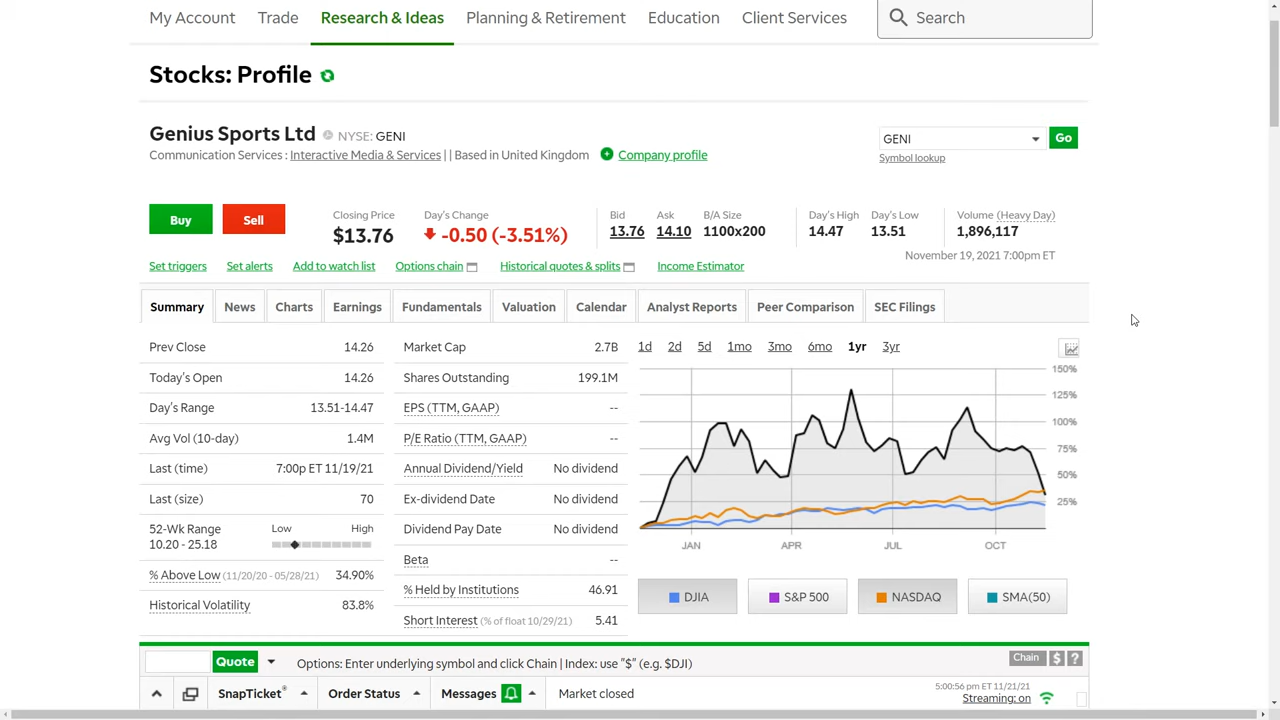 My Account Trade Research & Ideas Planning & Retirement Education Client Services Search
Stocks: Profile
Genius Sports Ltd NYSE: GENI
GENI Go
Communication Services : Interactive Media & Services | | Based in United Kingdom Company profile
Symbol lookup
Buy Sell
Closing Price Day's Change Bid Ask B/A Size Day's High Day's Low Volume (Heavy Day)
$13.76 -0.50 (-3.51%) 13.76 14.10 1100x200 14.47 13.51 1,896,117
November 19, 2021 7:00pm ET
Set triggers Set alerts Add to watch list Options chain Historical quotes & splits Income Estimator
Summary News Charts Earnings Fundamentals Valuation Calendar Analyst Reports Peer Comparison SEC Filings
Prev Close 14.26
Today's Open 14.26
Day's Range 13.51-14.47
Avg Vol (10-day) 1.4M
Last (time) 7:00p ET 11/19/21
Last (size) 70
52-Wk Range Low High
10.20 - 25.18
% Above Low (11/20/20 - 05/28/21) 34.90%
Historical Volatility 83.8%
Market Cap 2.7B
Shares Outstanding 199.1M
EPS (TTM, GAAP) --
P/E Ratio (TTM, GAAP) --
Annual Dividend/Yield No dividend
Ex-dividend Date No dividend
Dividend Pay Date No dividend
Beta --
% Held by Institutions 46.91
Short Interest (% of float 10/29/21) 5.41
1d 2d 5d 1mo 3mo 6mo 1yr 3yr
150%
125%
100%
75%
50%
25%
JAN APR JUL OCT
DJIA S&P 500 NASDAQ SMA(50)
Quote Options: Enter underlying symbol and click Chain | Index: use "$" (e.g. $DJI) Chain $ ?
SnapTicket® Order Status Messages Market closed
5:00:56 pm ET 11/21/21
Streaming: on